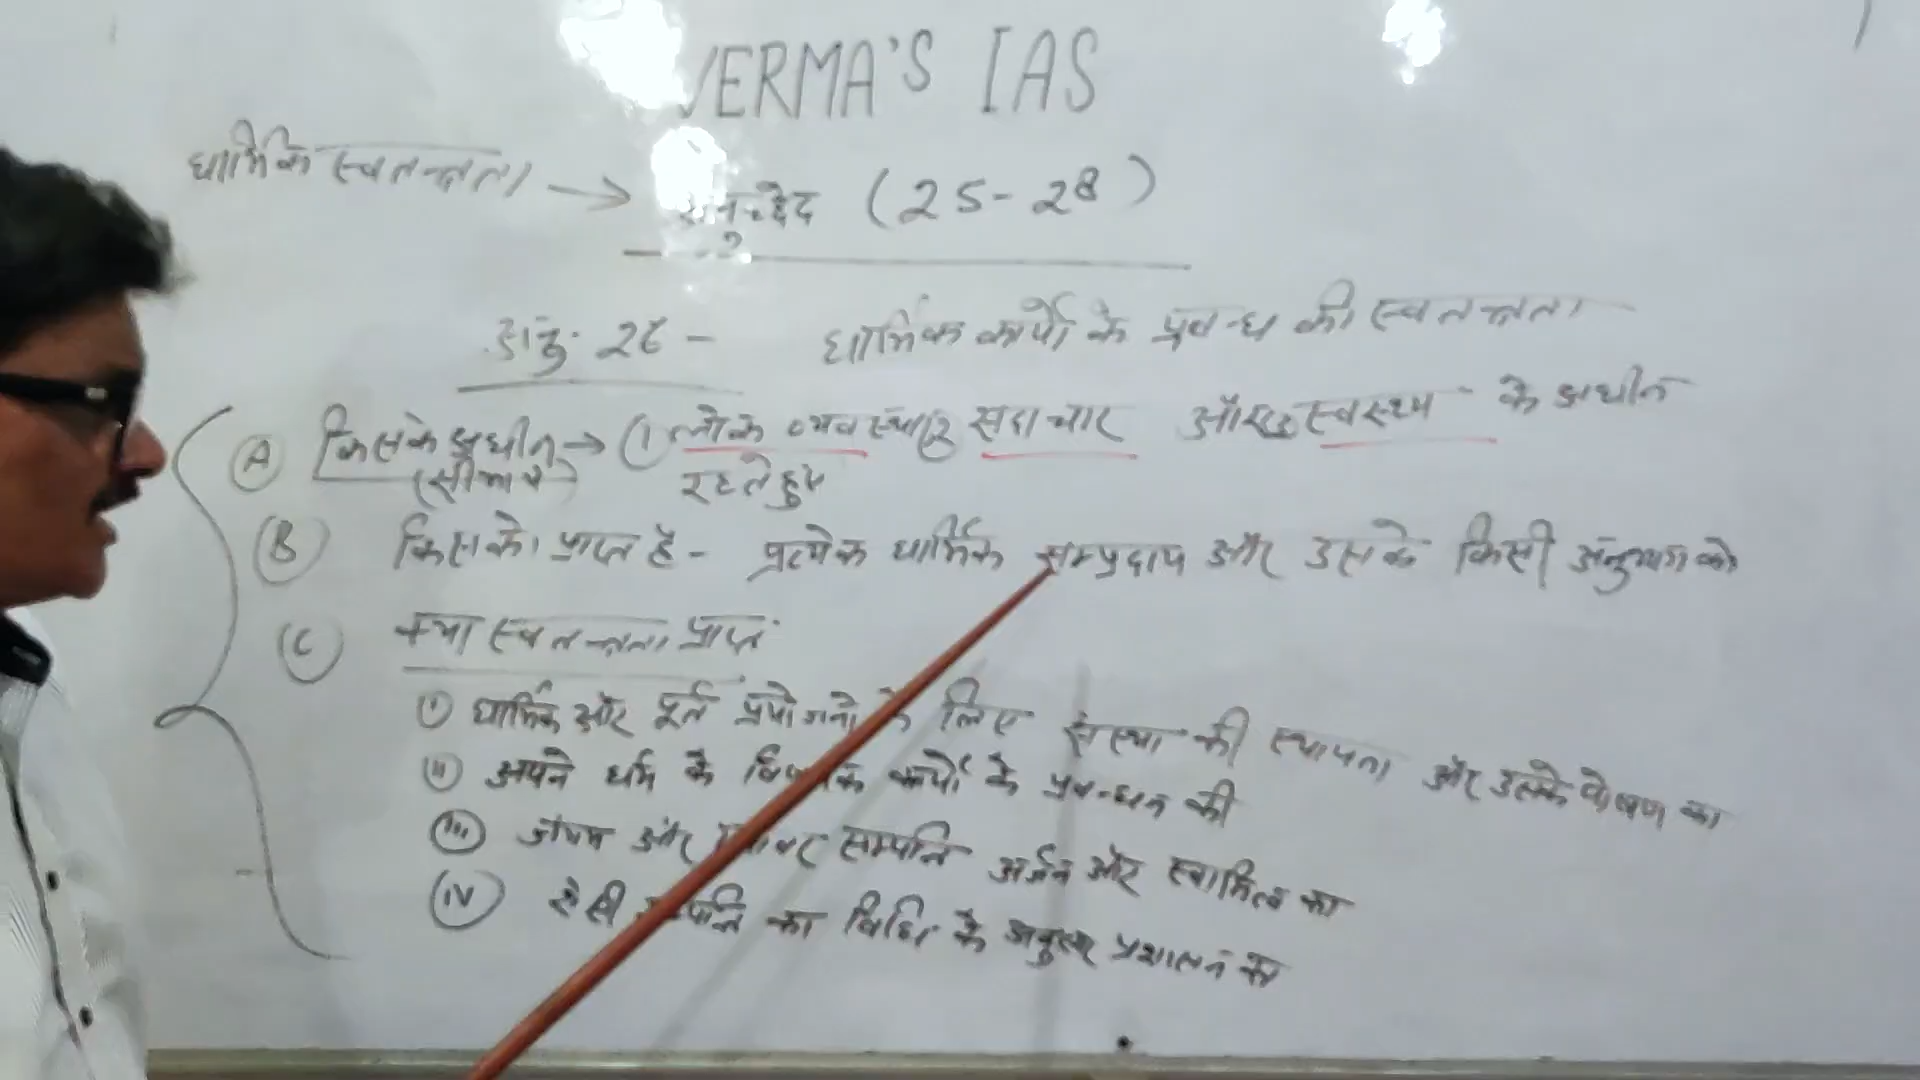 VERMA'S IAS
धार्मिक स्वतन्त्रता → अनुच्छेद (25-28)
अनु. 26 - धार्मिक कार्यो के प्रबन्ध की स्वतन्त्रता
(A) किसके अधीन → (1) लोक व्यवस्था (2) सदाचार और स्वास्थ्य के अधीन
(सीमाएं) रहते हुए
(B) किसको प्राप्त है - प्रत्येक धार्मिक सम्प्रदाय और उसके किसी अनुभाग को
(C) क्या स्वतन्त्रता प्राप्त
(i) धार्मिक और पूर्त प्रयोजनो के लिए संस्था की स्थापना और उसके पोषण का
(ii) अपने धर्म के विषयक कार्यो के प्रबन्धन की
(iii) जंगम और स्थावर सम्पत्ति अर्जन और स्वामित्व का
(iv) ऐसी सम्पत्ति का विधि के अनुसार प्रशासन का